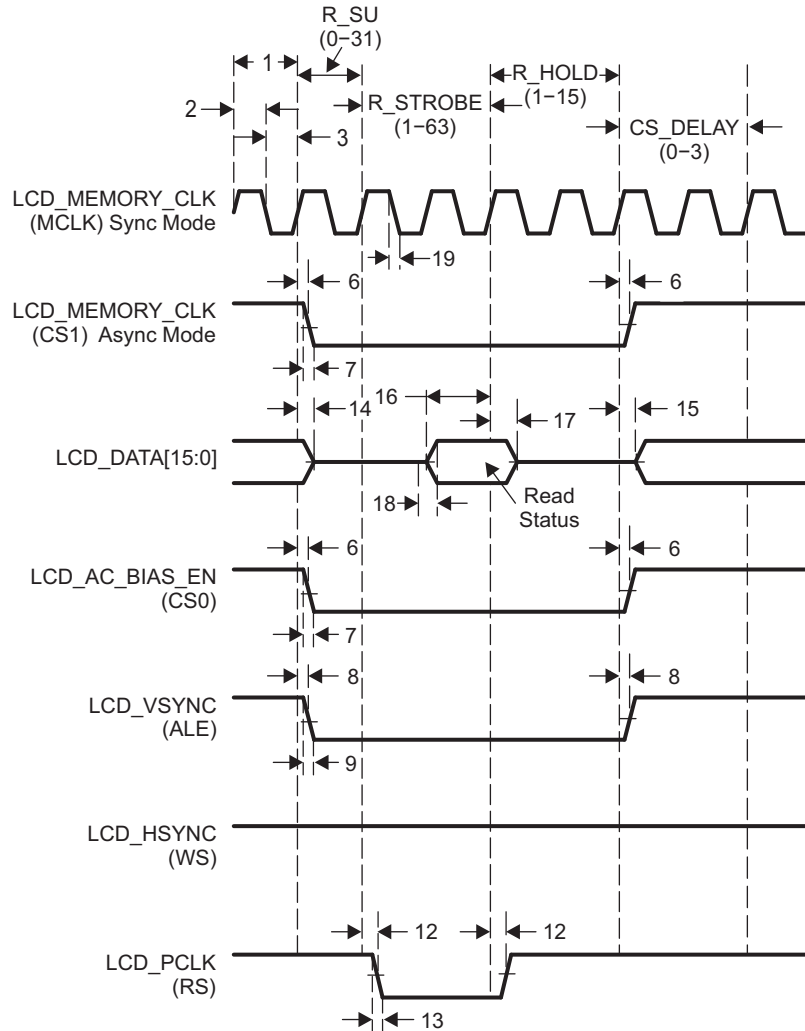 R_SU
(0−31)
1
R_HOLD
(1−15)
2
R_STROBE
(1−63)
3
CS_DELAY
(0−3)
LCD_MEMORY_CLK
(MCLK) Sync Mode
19
6
6
LCD_MEMORY_CLK
(CS1) Async Mode
7
16
14
17
15
LCD_DATA[15:0]
18
Read
Status
6
6
LCD_AC_BIAS_EN
(CS0)
7
8
8
LCD_VSYNC
(ALE)
9
LCD_HSYNC
(WS)
12
12
LCD_PCLK
(RS)
13